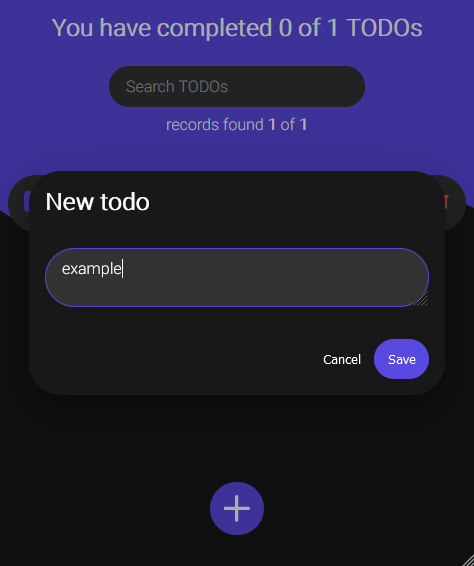 You have completed 0 of 1 TODOs
Search TODOs
records found 1 of 1
New todo
example
Cancel Save